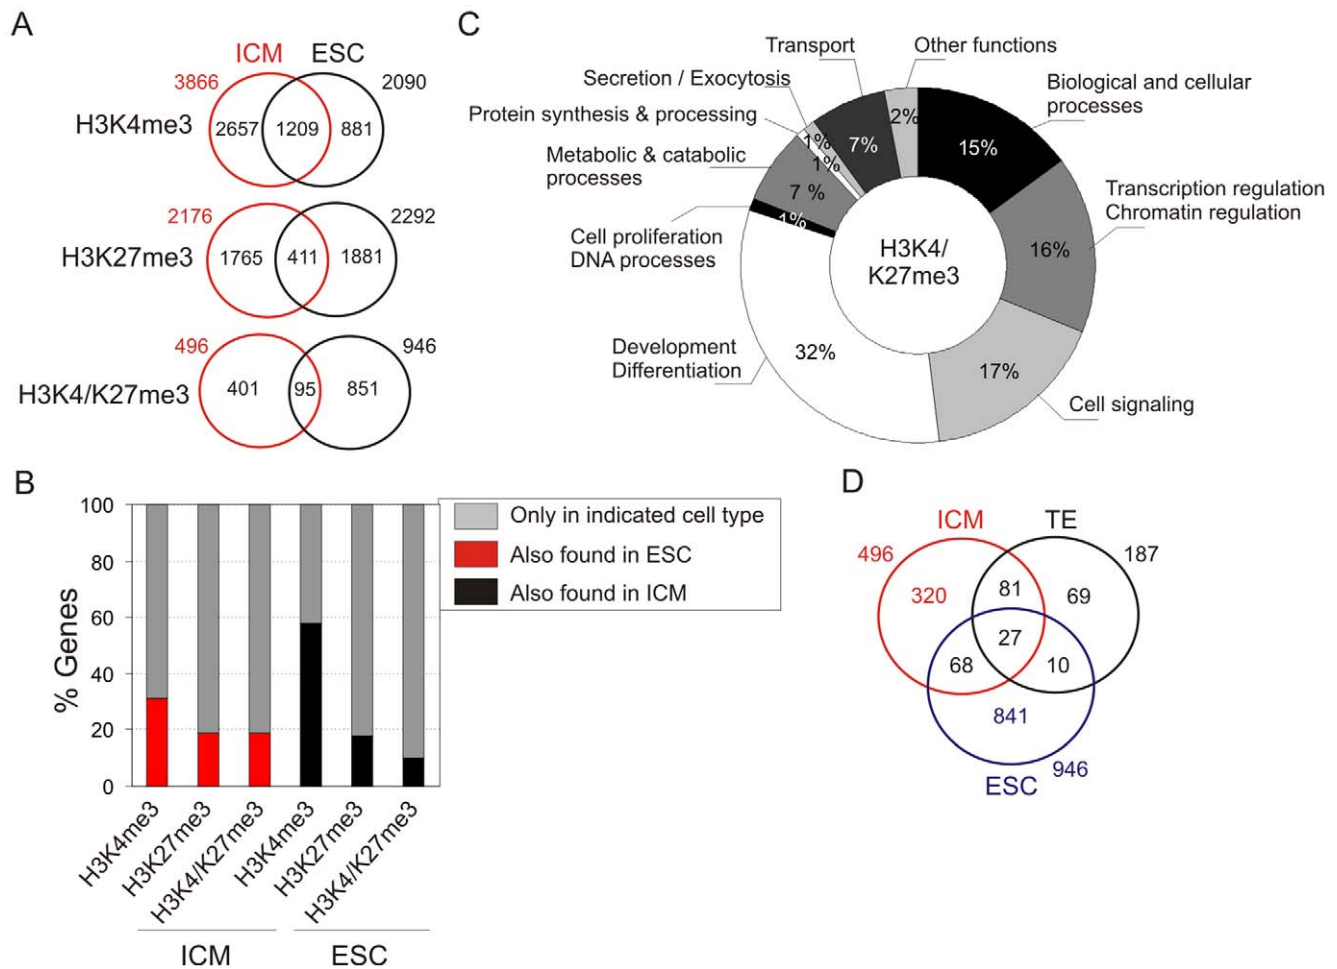 A
ICM ESC
3866 2090
H3K4me3 2657 1209 881
2176 2292
H3K27me3 1765 411 1881
496 946
H3K4/K27me3 401 95 851
C
Transport
Other functions
Secretion / Exocytosis
Biological and cellular
processes
Protein synthesis & processing
Metabolic & catabolic
processes
Transcription regulation
Chromatin regulation
Cell proliferation
DNA processes
Development
Differentiation
Cell signaling
2%
15%
16%
17%
32%
1%
7 %
1%
1%
7%
H3K4/
K27me3
B
100
80
60
40
20
0
% Genes
Only in indicated cell type
Also found in ESC
Also found in ICM
H3K4me3
H3K27me3
H3K4/K27me3
H3K4me3
H3K27me3
H3K4/K27me3
ICM ESC
D
ICM TE
496 187
320 81 69
27
68 10
841
ESC 946